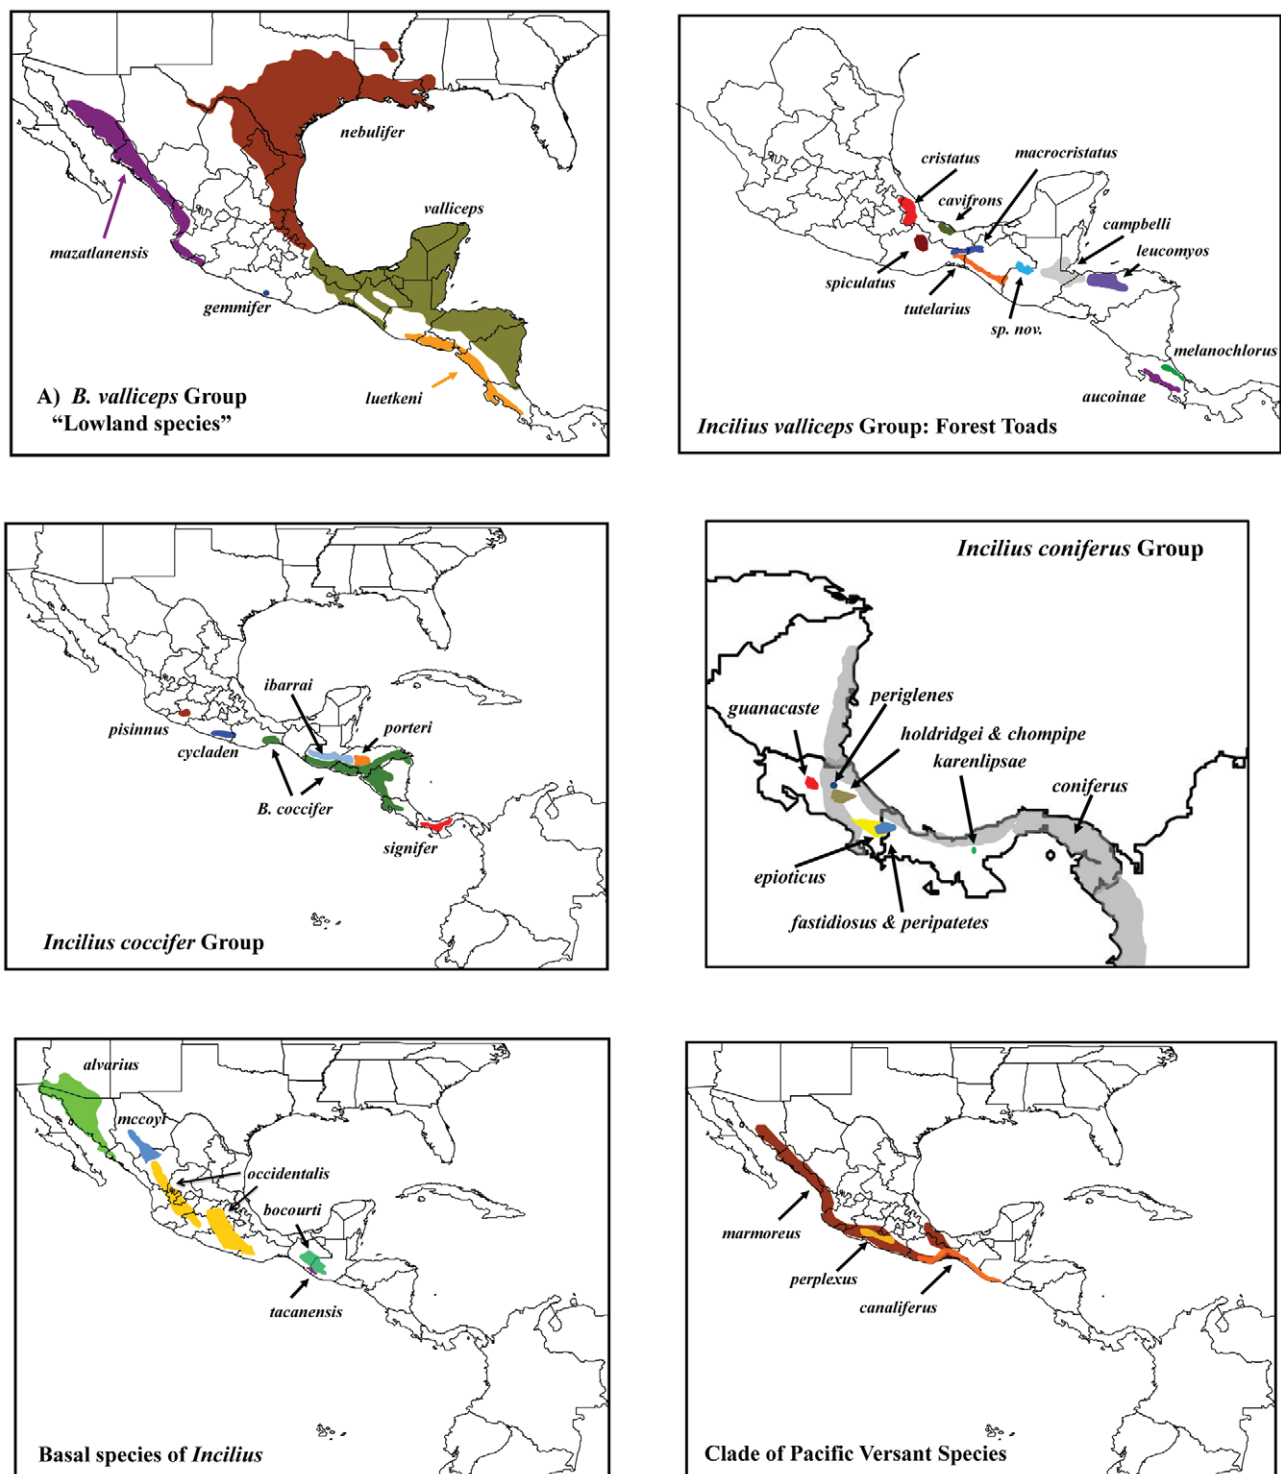 nebulifer
valliceps
mazatlanensis
gemmifer
luetkeni
A) B. valliceps Group
“Lowland species”
cristatus
macrocristatus
cavifrons
campbelli
leucomyos
spiculatus
tutelarius
sp. nov.
melanochlorus
aucoinae
Incilius valliceps Group: Forest Toads
ibarrai
porteri
pisinnus
cycladen
B. coccifer
signifer
Incilius coccifer Group
Incilius coniferus Group
periglenes
guanacaste
holdridgei & chompipe
karenlipsae
coniferus
epioticus
fastidiosus & peripatetes
alvarius
mccoyi
occidentalis
bocourti
tacanensis
Basal species of Incilius
marmoreus
perplexus
canaliferus
Clade of Pacific Versant Species